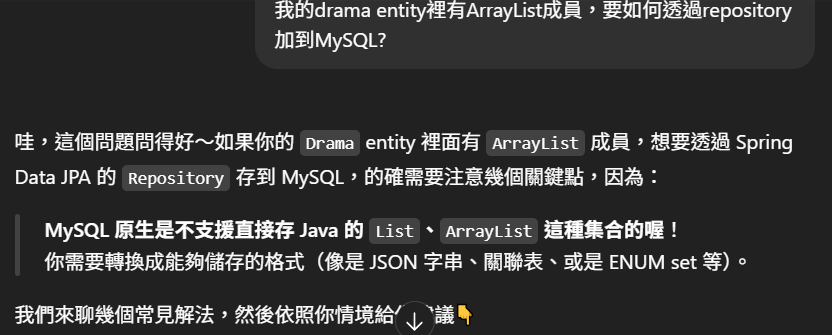 我的drama entity裡有ArrayList成員，要如何透過repository
加到MySQL?
哇，這個問題問得好～如果你的 Drama entity 裡面有 ArrayList 成員，想要透過 Spring
Data JPA 的 Repository 存到 MySQL，的確需要注意幾個關鍵點，因為：
MySQL 原生是不支援直接存 Java 的 List、ArrayList 這種集合的喔！
你需要轉換成能夠儲存的格式（像是 JSON 字串、關聯表、或是 ENUM set 等）。
我們來聊幾個常見解法，然後依照你情境給議👇